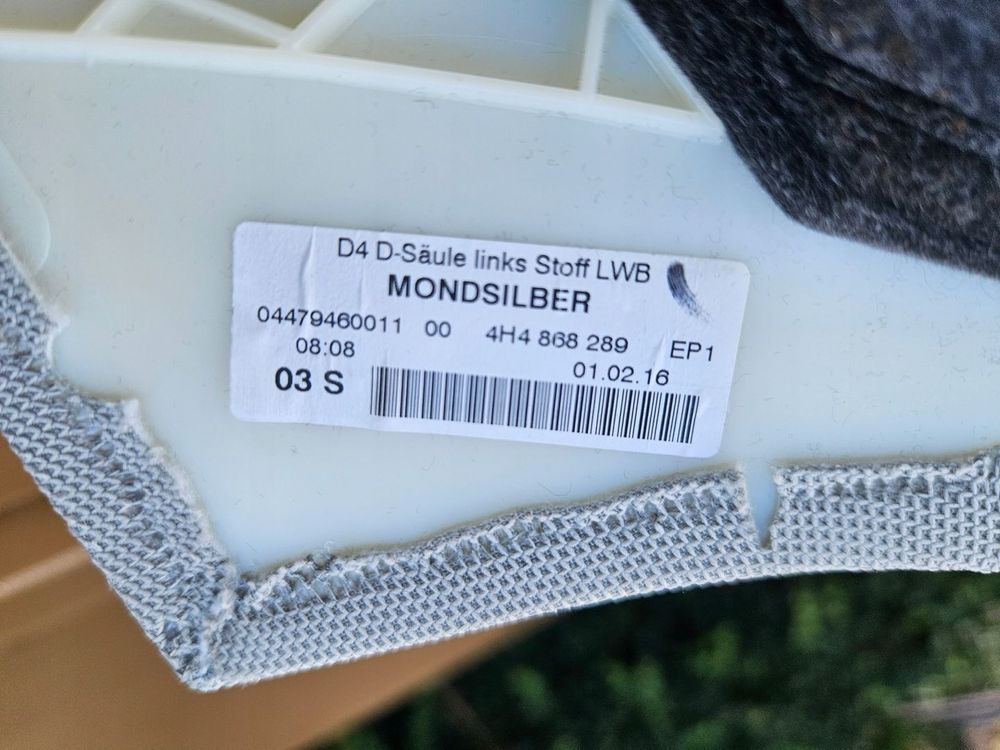 D4 D-Säule links Stoff LWB
MONDSILBER
04479460011 00 4H4 868 289 EP1
08:08 01.02.16
03 S